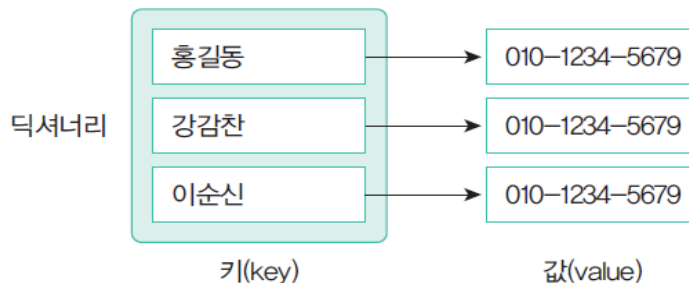 홍길동 010-1234-5679
딕셔너리 강감찬 010-1234-5679
이순신 010-1234-5679
키(key) 값(value)